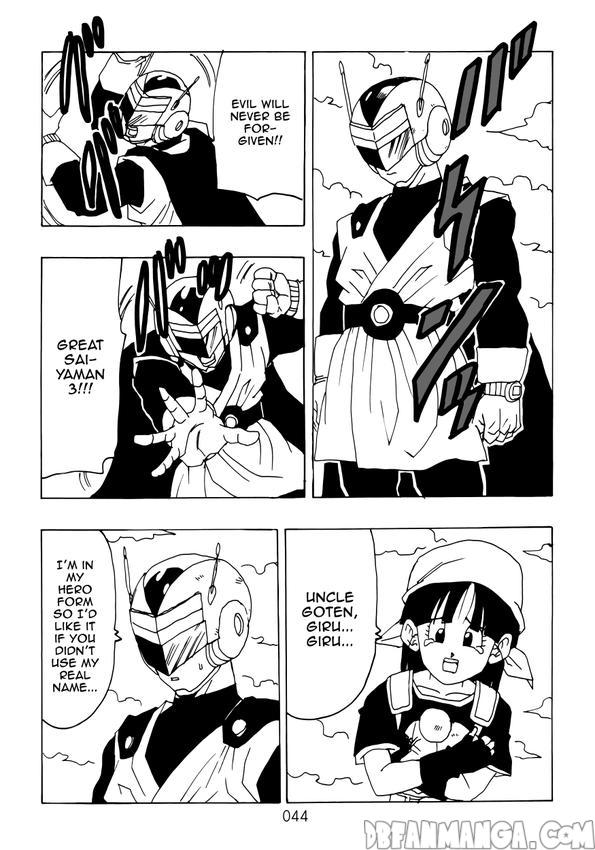 EVIL WILL
NEVER BE
FOR-
GIVEN!!
GREAT
SAI-
YAMAN
3!!!
UNCLE
GOTEN,
GIRU...
GIRU...
I'M IN
MY
HERO
FORM
SO I'D
LIKE IT
IF YOU
DIDN'T
USE MY
REAL
NAME...
044
DBFANMANGA.COM